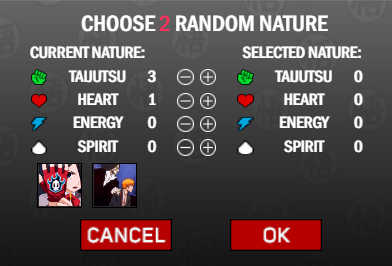 CHOOSE 2 RANDOM NATURE
CURRENT NATURE: SELECTED NATURE:
TAIJUTSU 3 TAIJUTSU 0
HEART 1 HEART 0
ENERGY 0 ENERGY 0
SPIRIT 0 SPIRIT 0
CANCEL OK